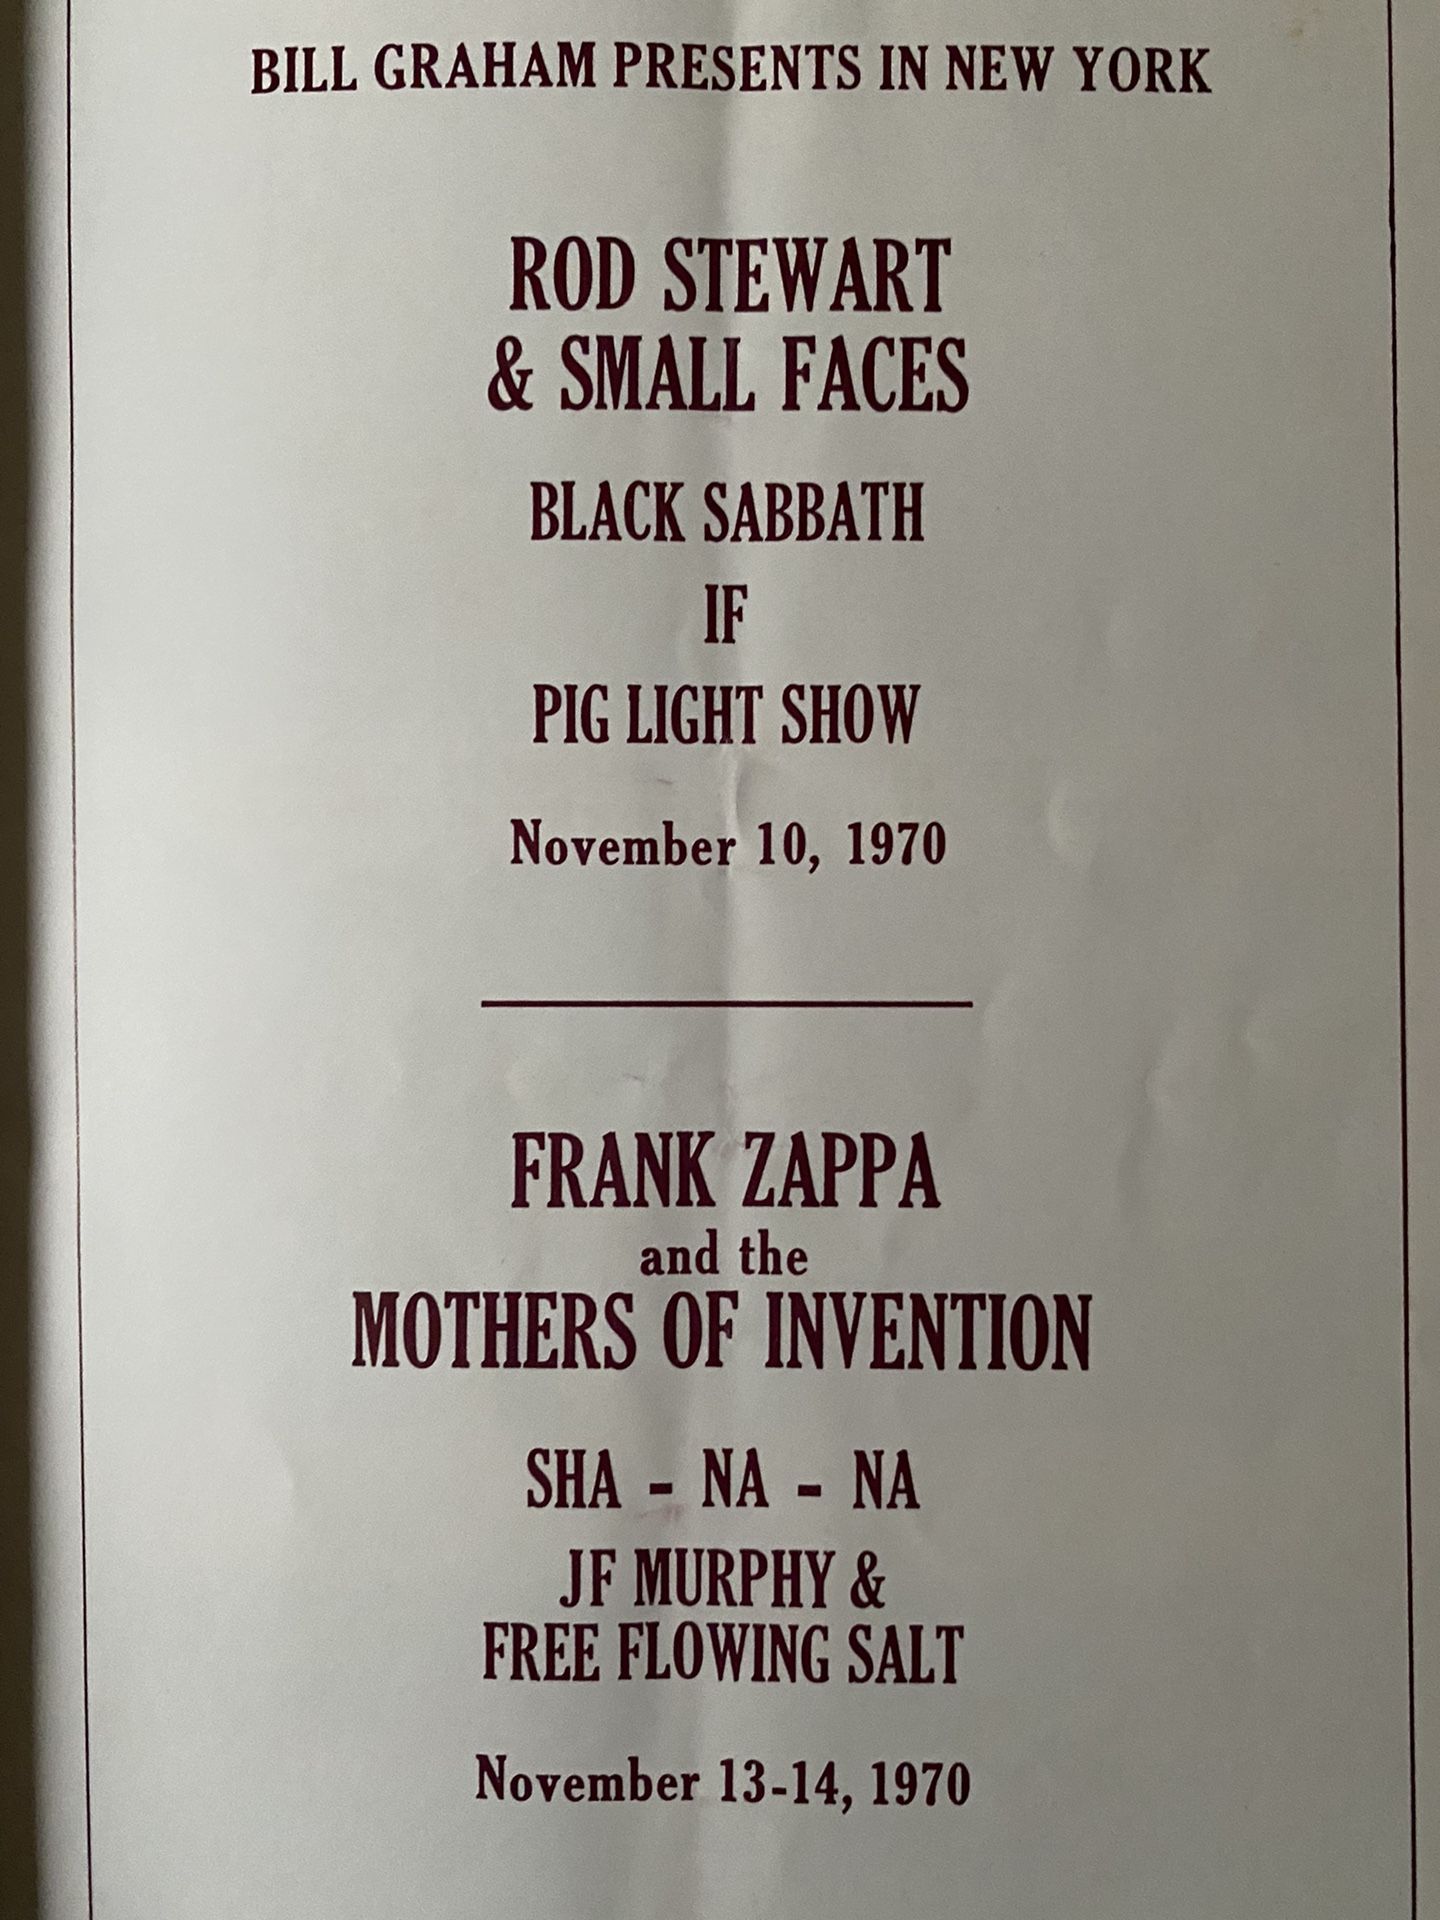 BILL GRAHAM PRESENTS IN NEW YORK
ROD STEWART
& SMALL FACES
BLACK SABBATH
IF
PIG LIGHT SHOW
November 10, 1970
FRANK ZAPPA
and the
MOTHERS OF INVENTION
SHA - NA - NA
JF MURPHY &
FREE FLOWING SALT
November 13-14, 1970